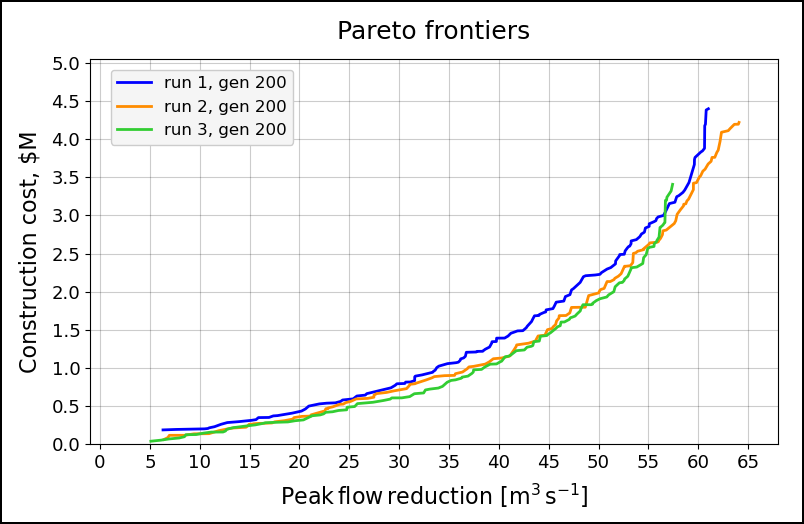 Pareto frontiers
5.0
4.5
4.0
3.5
3.0
2.5
2.0
1.5
1.0
0.5
0.0
Construction cost, $M
run 1, gen 200
run 2, gen 200
run 3, gen 200
0 5 10 15 20 25 30 35 40 45 50 55 60 65
Peak flow reduction [m³ s⁻¹]